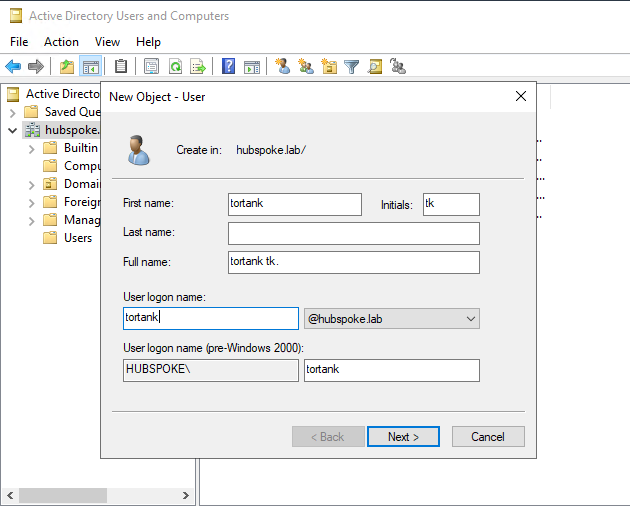 Active Directory Users and Computers
File Action View Help
Active Directo
Saved Que
hubspoke.
Builtin
Compu
Domai
Foreig
Manag
Users
New Object - User
Create in: hubspoke.lab/
First name: tortank Initials: tk
Last name:
Full name: tortank tk.
User logon name:
tortank @hubspoke.lab
User logon name (pre-Windows 2000):
HUBSPOKE\ tortank
< Back Next > Cancel